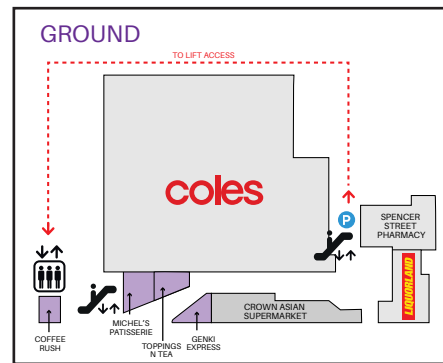 GROUND
TO LIFT ACCESS
coles
P
SPENCER
STREET
PHARMACY
LIQUORLAND
MICHEL'S
PATISSERIE
TOPPINGS
N TEA
GENKI
EXPRESS
CROWN ASIAN
SUPERMARKET
COFFEE
RUSH